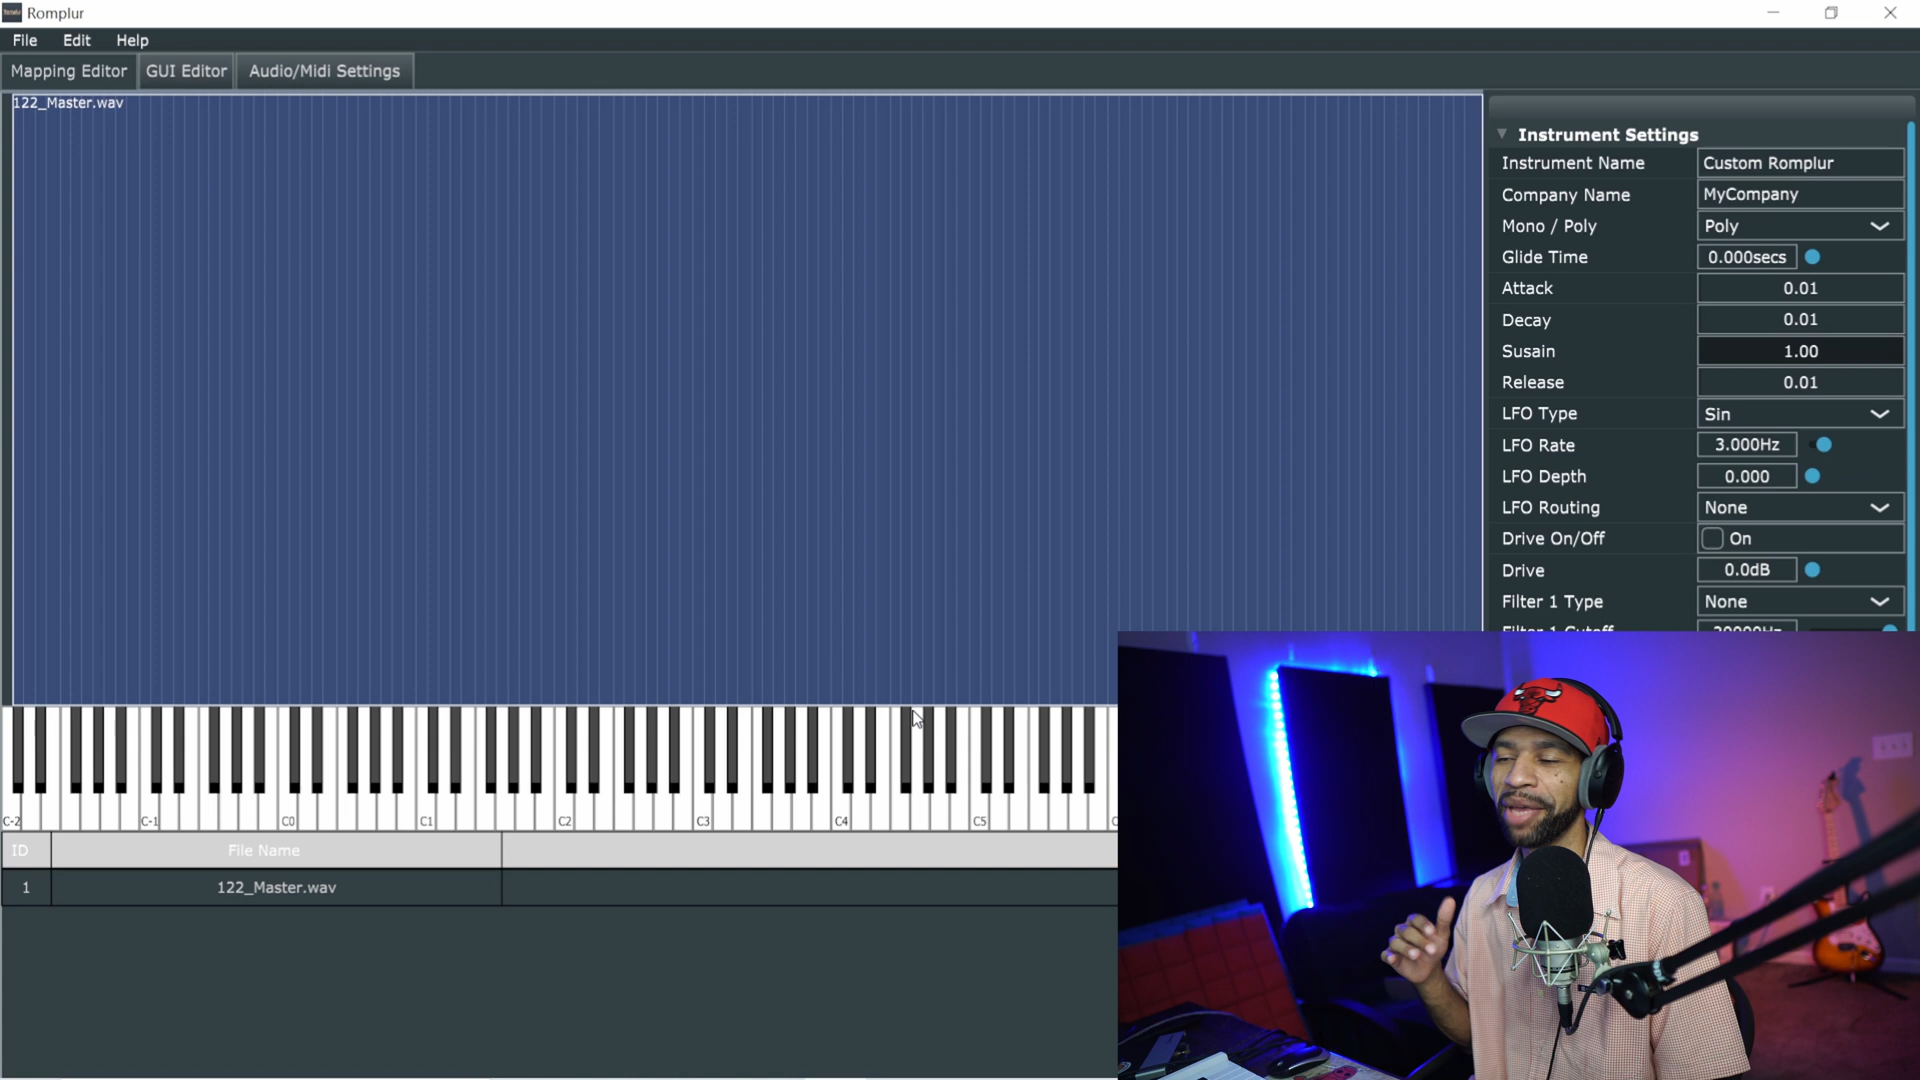 Romplur
File Edit Help
Mapping Editor GUI Editor Audio/Midi Settings
122_Master.wav
Instrument Settings
Instrument Name Custom Romplur
Company Name MyCompany
Mono / Poly Poly
Glide Time 0.000secs
Attack 0.01
Decay 0.01
Susain 1.00
Release 0.01
LFO Type Sin
LFO Rate 3.000Hz
LFO Depth 0.000
LFO Routing None
Drive On/Off On
Drive 0.0dB
Filter 1 Type None
Filter 1 Cutoff 20000Hz
C-2 C-1 C0 C1 C2 C3 C4 C5
ID File Name
1 122_Master.wav